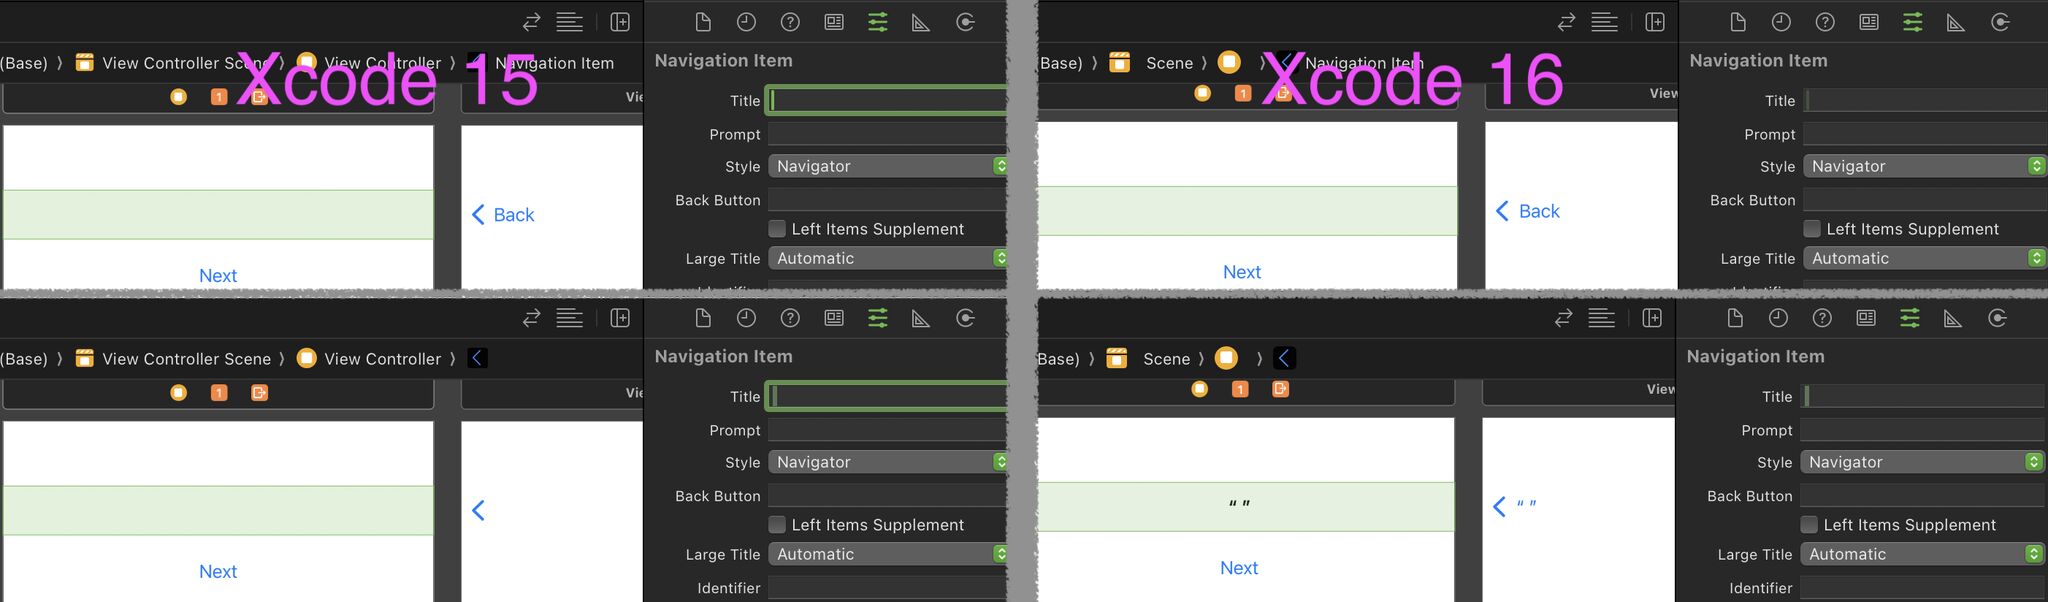 (Base) 〉 View Controller Scene 〉 View Controller 〉 Navigation Item
Xcode 15
1
Vie
Back
Next
Navigation Item
Title
Prompt
Style Navigator
Back Button
Left Items Supplement
Large Title Automatic
Base) 〉 Scene 〉 〉 Navigation Item
Xcode 16
1
View
Back
Next
Navigation Item
Title
Prompt
Style Navigator
Back Button
Left Items Supplement
Large Title Automatic
(Base) 〉 View Controller Scene 〉 View Controller 〉
1
Vie
Next
Navigation Item
Title
Prompt
Style Navigator
Back Button
Left Items Supplement
Large Title Automatic
Identifier
Base) 〉 Scene 〉 〉
1
View
“ ”
“ ”
Next
Navigation Item
Title
Prompt
Style Navigator
Back Button
Left Items Supplement
Large Title Automatic
Identifier